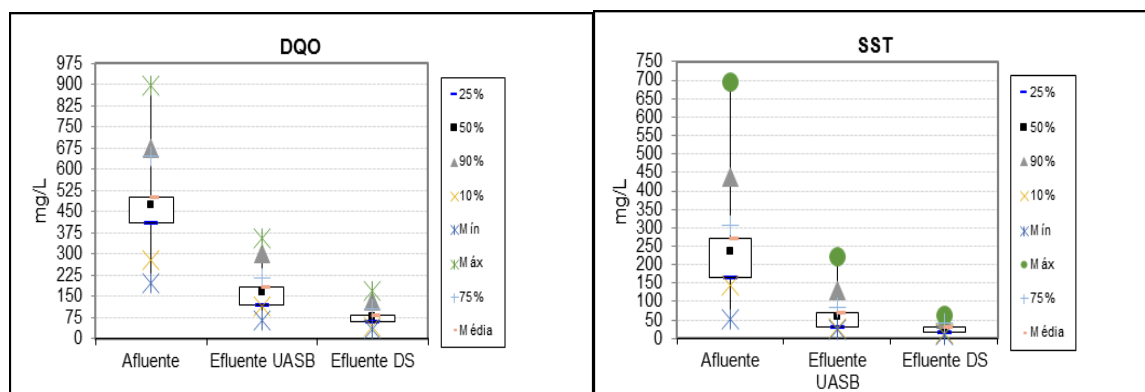 DQO
mg/L
975
900
825
750
675
600
525
450
375
300
225
150
75
0
Afluente
Efluente UASB
Efluente DS
25%
50%
90%
10%
Mín
Máx
75%
Média
SST
mg/L
750
700
650
600
550
500
450
400
350
300
250
200
150
100
50
0
Afluente
Efluente
UASB
Efluente DS
25%
50%
90%
10%
Mín
Máx
75%
Média